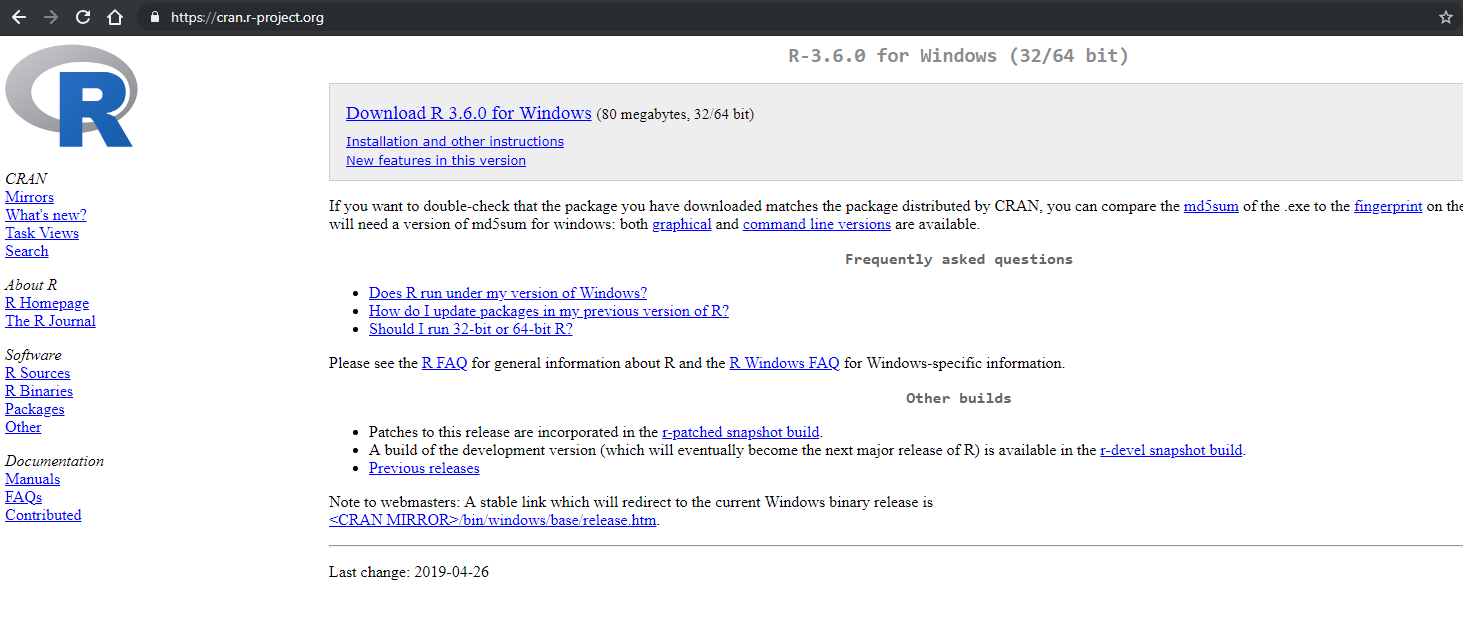 https://cran.r-project.org
R
CRAN
Mirrors
What's new?
Task Views
Search
About R
R Homepage
The R Journal
Software
R Sources
R Binaries
Packages
Other
Documentation
Manuals
FAQs
Contributed
R-3.6.0 for Windows (32/64 bit)
Download R 3.6.0 for Windows (80 megabytes, 32/64 bit)
Installation and other instructions
New features in this version
If you want to double-check that the package you have downloaded matches the package distributed by CRAN, you can compare the md5sum of the .exe to the fingerprint on the
will need a version of md5sum for windows: both graphical and command line versions are available.
Frequently asked questions
• Does R run under my version of Windows?
• How do I update packages in my previous version of R?
• Should I run 32-bit or 64-bit R?
Please see the R FAQ for general information about R and the R Windows FAQ for Windows-specific information.
Other builds
• Patches to this release are incorporated in the r-patched snapshot build.
• A build of the development version (which will eventually become the next major release of R) is available in the r-devel snapshot build.
• Previous releases
Note to webmasters: A stable link which will redirect to the current Windows binary release is
<CRAN MIRROR>/bin/windows/base/release.htm.
Last change: 2019-04-26